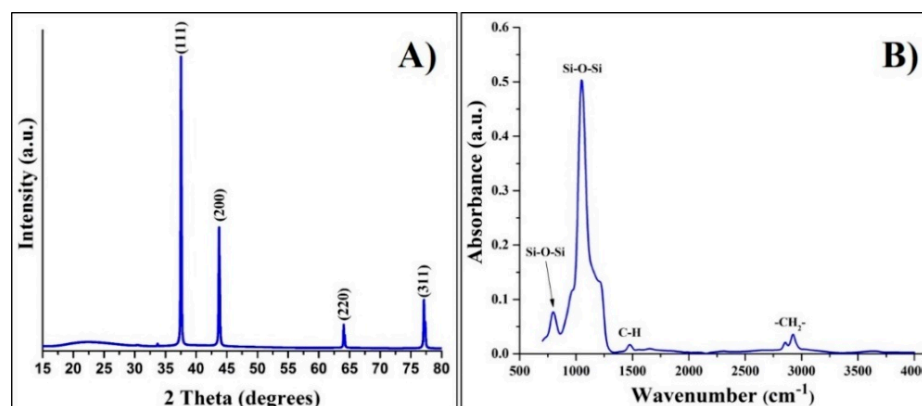 A)
(111)
(200)
(220)
(311)
Intensity (a.u.)
15 20 25 30 35 40 45 50 55 60 65 70 75 80
2 Theta (degrees)
B)
Si-O-Si
Si-O-Si
C-H
-CH₂-
Absorbance (a.u.)
0.6
0.5
0.4
0.3
0.2
0.1
0.0
500 1000 1500 2000 2500 3000 3500 400
Wavenumber (cm⁻¹)